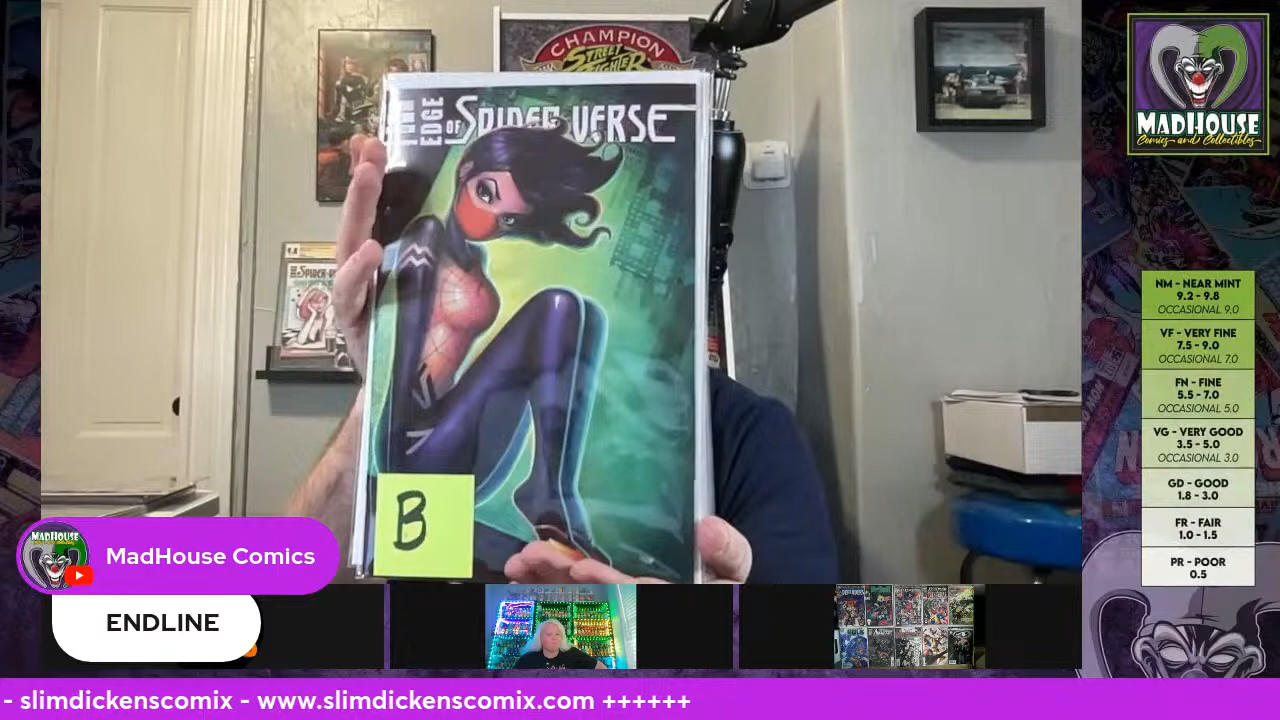 CHAMPION
STREET
FIGHTER
EDGE
OF
SPIDER-VERSE
B
MADHOUSE
Comics and Collectibles
NM - NEAR MINT
9.2 - 9.8
OCCASIONAL 9.0
VF - VERY FINE
7.5 - 9.0
OCCASIONAL 7.0
FN - FINE
5.5 - 7.0
OCCASIONAL 5.0
VG - VERY GOOD
3.5 - 5.0
OCCASIONAL 3.0
GD - GOOD
1.8 - 3.0
FR - FAIR
1.0 - 1.5
PR - POOR
0.5
MadHouse Comics
ENDLINE
- slimdickenscomix - www.slimdickenscomix.com ++++++